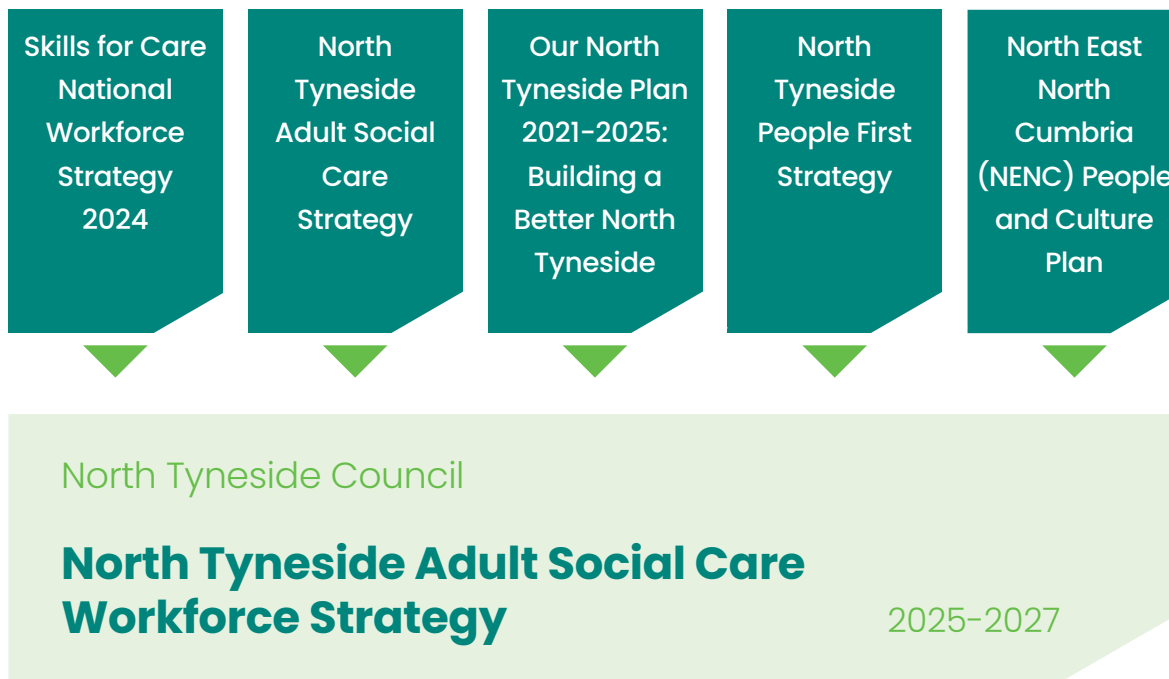 Skills for Care
National
Workforce
Strategy
2024
North
Tyneside
Adult Social
Care
Strategy
Our North
Tyneside Plan
2021-2025:
Building a
Better North
Tyneside
North
Tyneside
People First
Strategy
North East
North
Cumbria
(NENC) People
and Culture
Plan
North Tyneside Council
North Tyneside Adult Social Care
Workforce Strategy
2025-2027